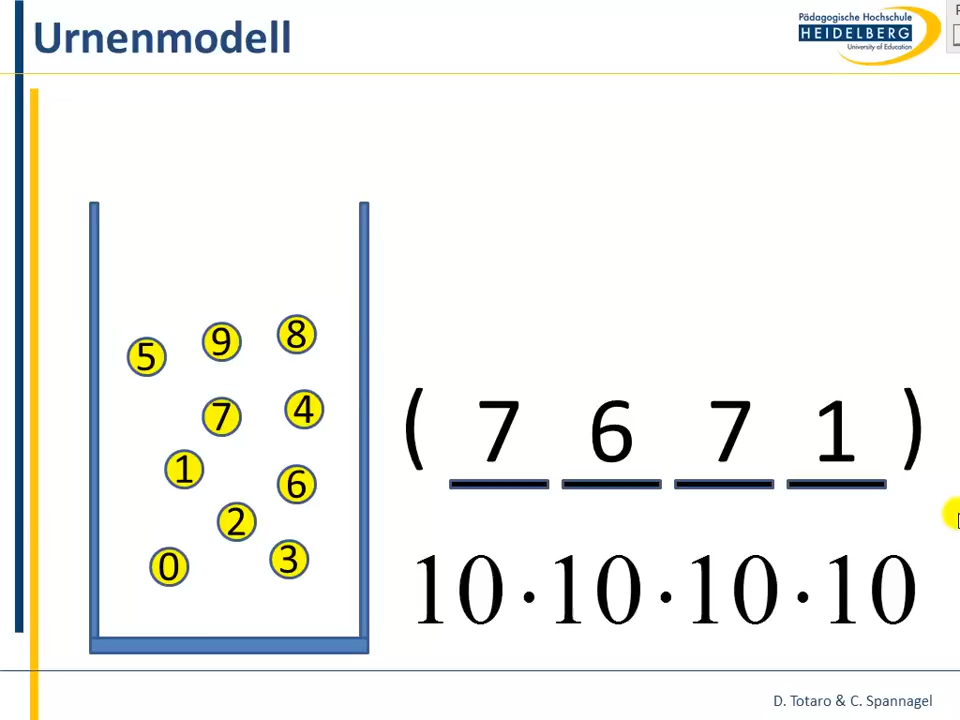 Urnenmodell
Pädagogische Hochschule
HEIDELBERG
University of Education
5 9 8
7 4
1 6
2
0 3
( 7 6 7 1 )
10 · 10 · 10 · 10
D. Totaro & C. Spannagel